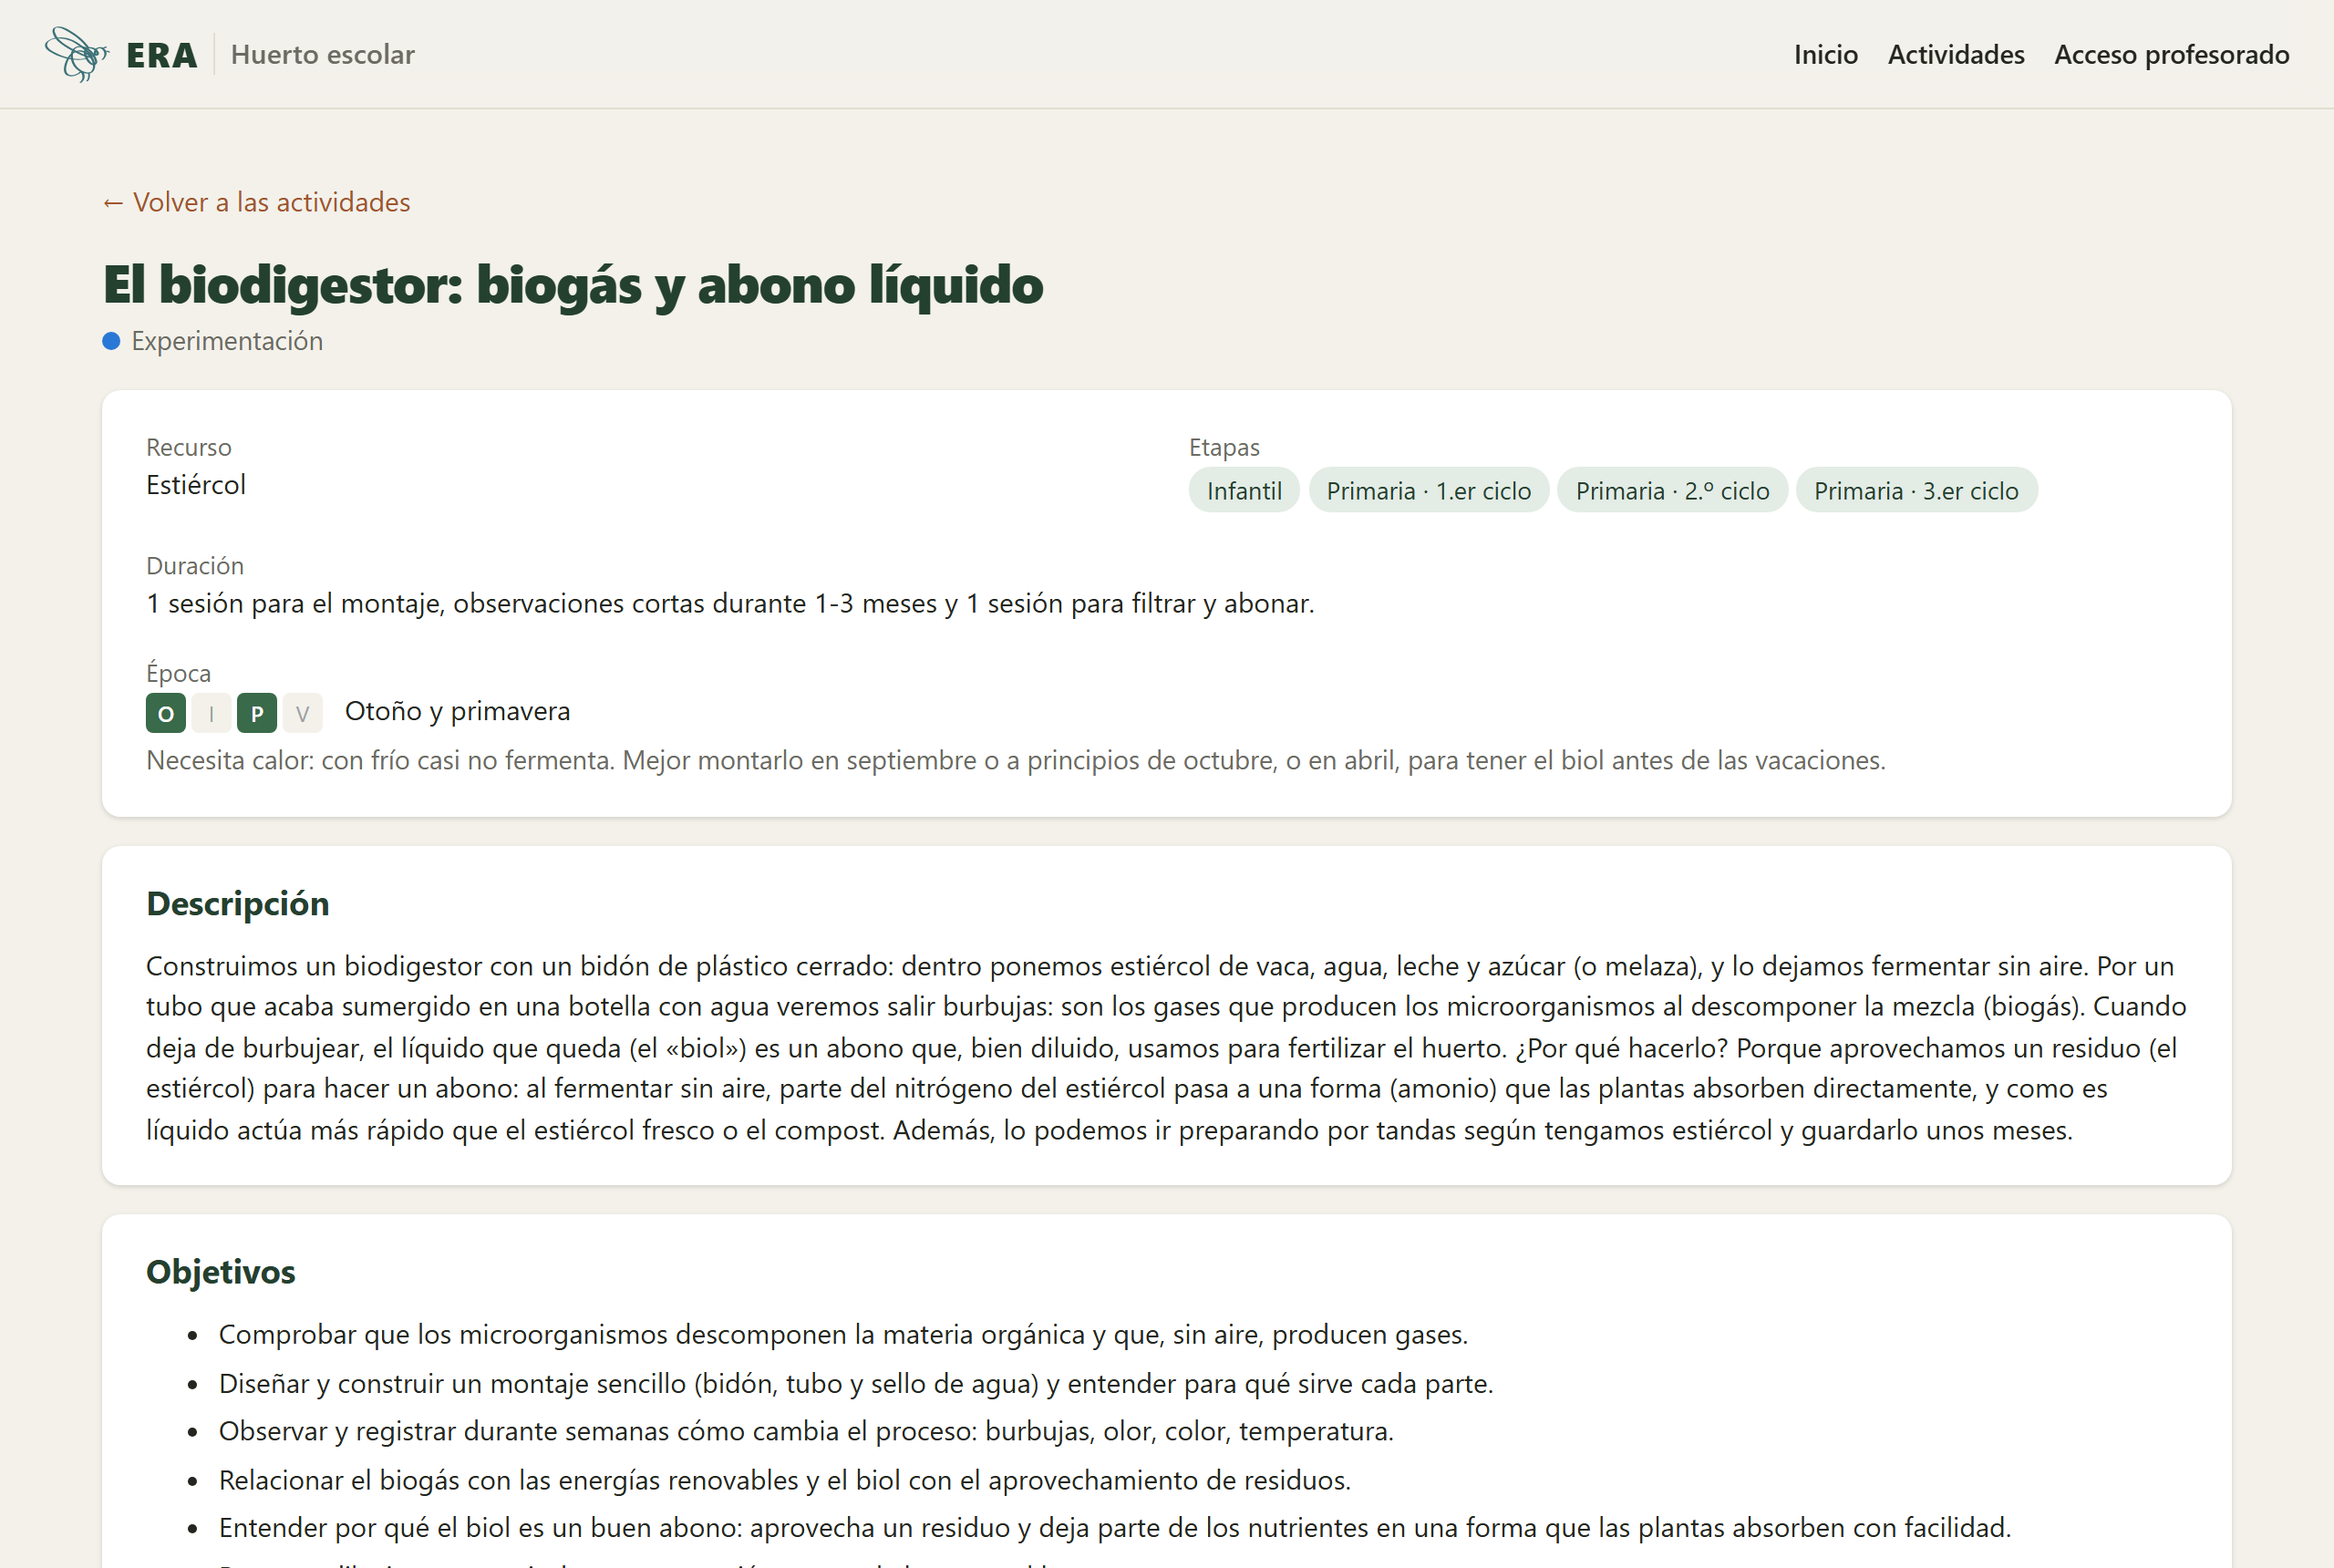 ERA Huerto escolar
Inicio Actividades Acceso profesorado
← Volver a las actividades
El biodigestor: biogás y abono líquido
Experimentación
Recurso
Estiércol
Etapas
Infantil Primaria · 1.er ciclo Primaria · 2.º ciclo Primaria · 3.er ciclo
Duración
1 sesión para el montaje, observaciones cortas durante 1-3 meses y 1 sesión para filtrar y abonar.
Época
O I P V Otoño y primavera
Necesita calor: con frío casi no fermenta. Mejor montarlo en septiembre o a principios de octubre, o en abril, para tener el biol antes de las vacaciones.
Descripción
Construimos un biodigestor con un bidón de plástico cerrado: dentro ponemos estiércol de vaca, agua, leche y azúcar (o melaza), y lo dejamos fermentar sin aire. Por un
tubo que acaba sumergido en una botella con agua veremos salir burbujas: son los gases que producen los microorganismos al descomponer la mezcla (biogás). Cuando
deja de burbujear, el líquido que queda (el «biol») es un abono que, bien diluido, usamos para fertilizar el huerto. ¿Por qué hacerlo? Porque aprovechamos un residuo (el
estiércol) para hacer un abono: al fermentar sin aire, parte del nitrógeno del estiércol pasa a una forma (amonio) que las plantas absorben directamente, y como es
líquido actúa más rápido que el estiércol fresco o el compost. Además, lo podemos ir preparando por tandas según tengamos estiércol y guardarlo unos meses.
Objetivos
• Comprobar que los microorganismos descomponen la materia orgánica y que, sin aire, producen gases.
• Diseñar y construir un montaje sencillo (bidón, tubo y sello de agua) y entender para qué sirve cada parte.
• Observar y registrar durante semanas cómo cambia el proceso: burbujas, olor, color, temperatura.
• Relacionar el biogás con las energías renovables y el biol con el aprovechamiento de residuos.
• Entender por qué el biol es un buen abono: aprovecha un residuo y deja parte de los nutrientes en una forma que las plantas absorben con facilidad.